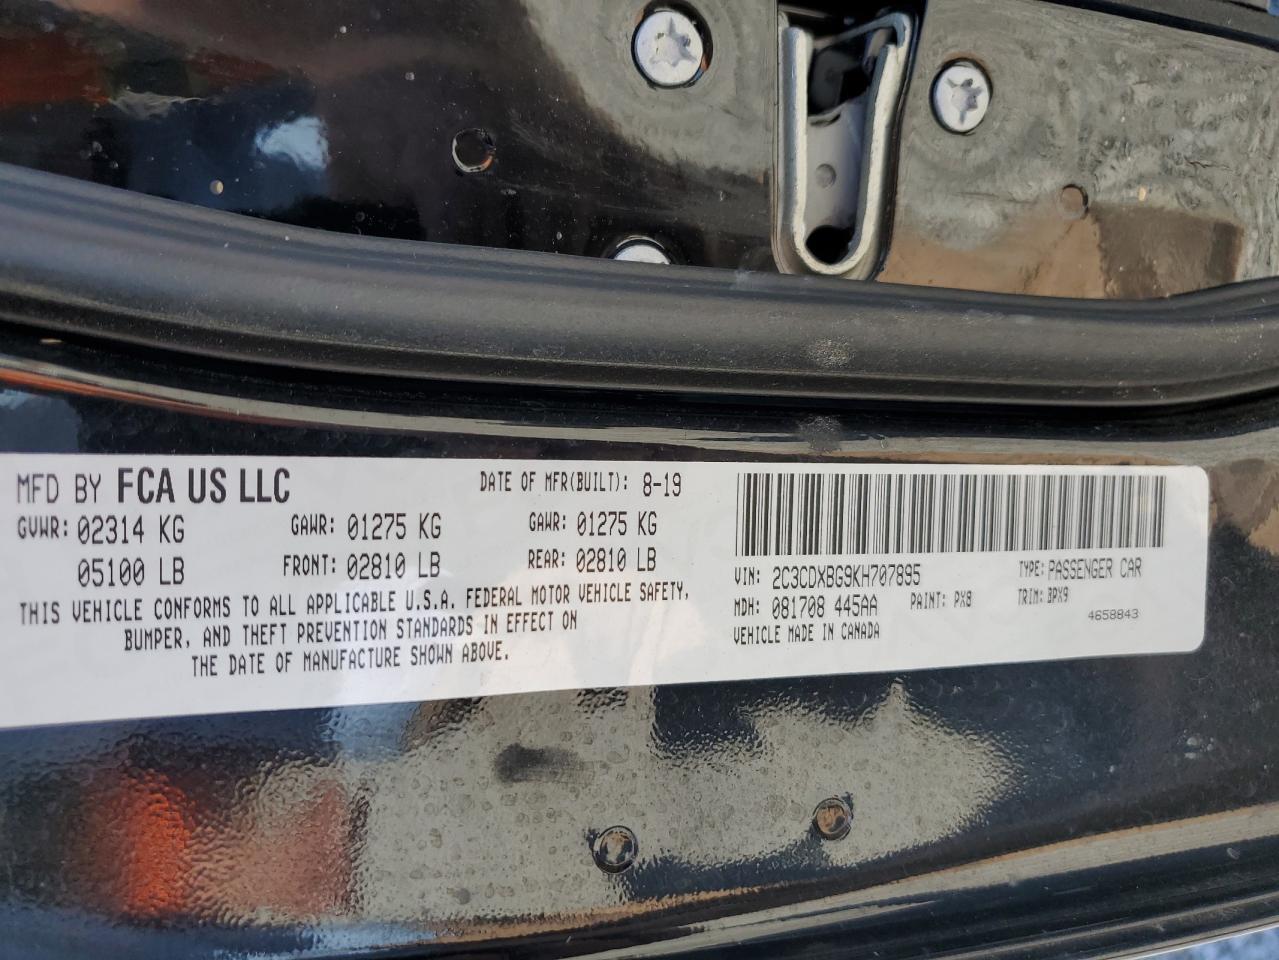 MFD BY FCA US LLC DATE OF MFR(BUILT): 8-19
GVWR: 02314 KG GAWR: 01275 KG GAWR: 01275 KG
05100 LB FRONT: 02810 LB REAR: 02810 LB
THIS VEHICLE CONFORMS TO ALL APPLICABLE U.S.A. FEDERAL MOTOR VEHICLE SAFETY,
BUMPER, AND THEFT PREVENTION STANDARDS IN EFFECT ON
THE DATE OF MANUFACTURE SHOWN ABOVE.
VIN: 2C3CDXBG9KH707895 TYPE: PASSENGER CAR
MDH: 081708 445AA PAINT: PX8 TRIM: BPX9
VEHICLE MADE IN CANADA 4658843